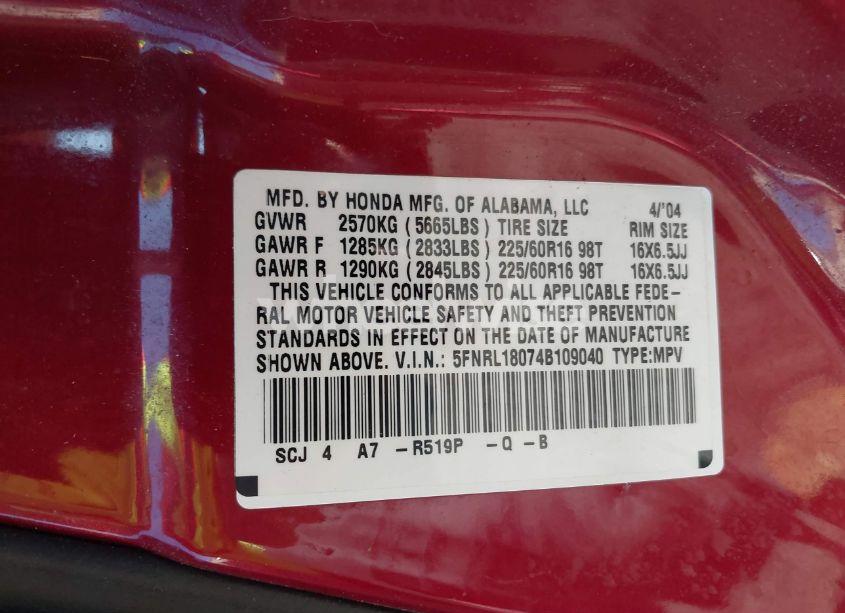 MFD. BY HONDA MFG. OF ALABAMA, LLC 4/'04
GVWR 2570KG (5665LBS) TIRE SIZE RIM SIZE
GAWR F 1285KG (2833LBS) 225/60R16 98T 16X6.5JJ
GAWR R 1290KG (2845LBS) 225/60R16 98T 16X6.5JJ
THIS VEHICLE CONFORMS TO ALL APPLICABLE FEDE-
RAL MOTOR VEHICLE SAFETY AND THEFT PREVENTION
STANDARDS IN EFFECT ON THE DATE OF MANUFACTURE
SHOWN ABOVE. V.I.N.: 5FNRL18074B109040 TYPE:MPV
SCJ 4 A7 -R519P -Q -B